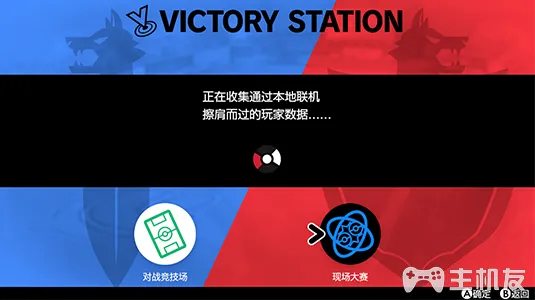 VICTORY STATION
正在收集通过本地联机
擦肩而过的玩家数据……
对战竞技场
现场大赛
A确定 B返回
主机友